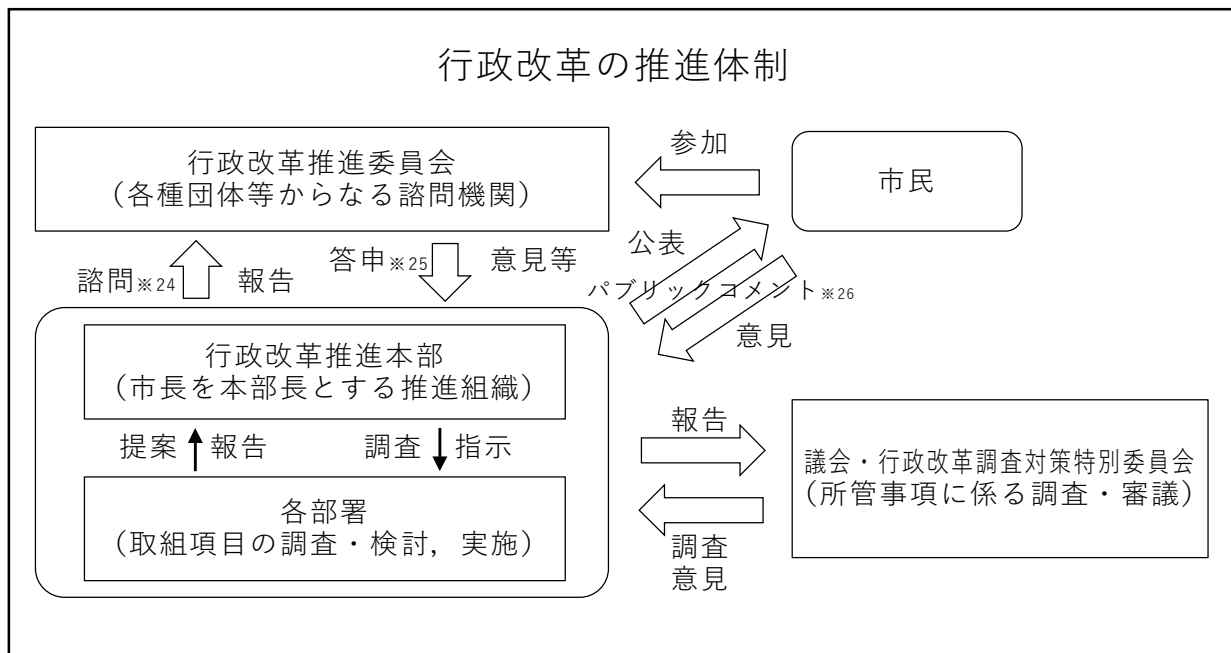 行政改革の推進体制
行政改革推進委員会
(各種団体等からなる諮問機関)
参加
市民
諮問※24
報告
答申※25
意見等
公表
パブリックコメント※26
意見
行政改革推進本部
(市長を本部長とする推進組織)
提案
報告
調査
指示
各部署
(取組項目の調査・検討，実施)
報告
調査
意見
議会・行政改革調査対策特別委員会
(所管事項に係る調査・審議)